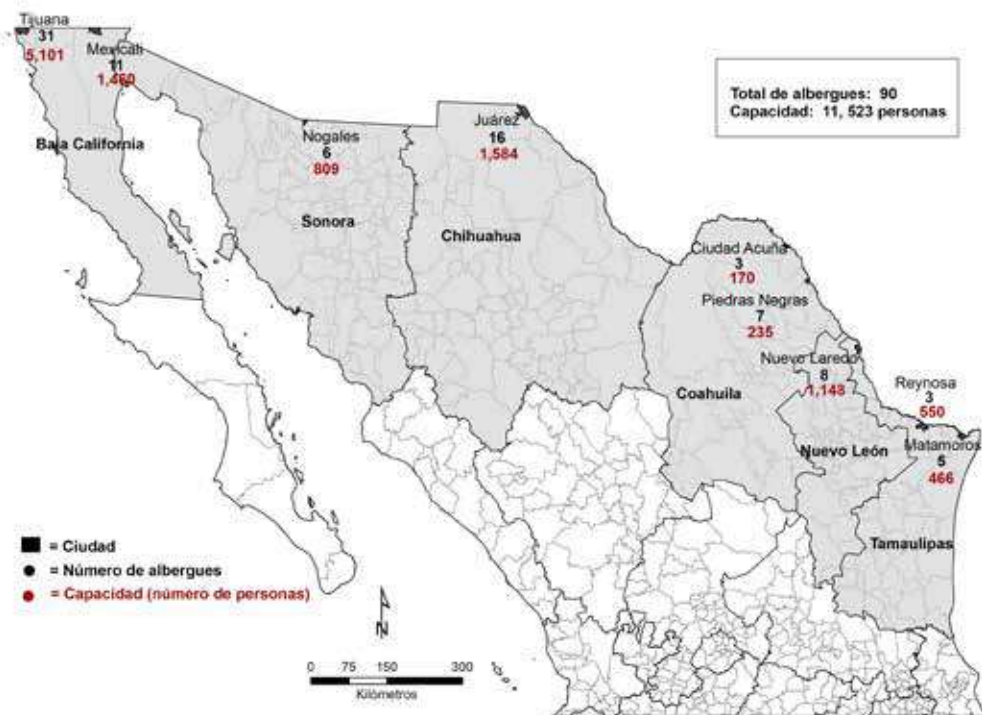 Tijuana
31
5,101
Mexicali
11
1,460
Baja California
Nogales
6
809
Sonora
Juárez
16
1,584
Chihuahua
Total de albergues: 90
Capacidad: 11, 523 personas
Ciudad Acuña
3
170
Piedras Negras
7
235
Nuevo Laredo
8
1,148
Coahuila
Reynosa
3
550
Nuevo León
Matamoros
5
466
Tamaulipas
= Ciudad
= Número de albergues
= Capacidad (número de personas)
N
0 75 150 300
Kilómetros